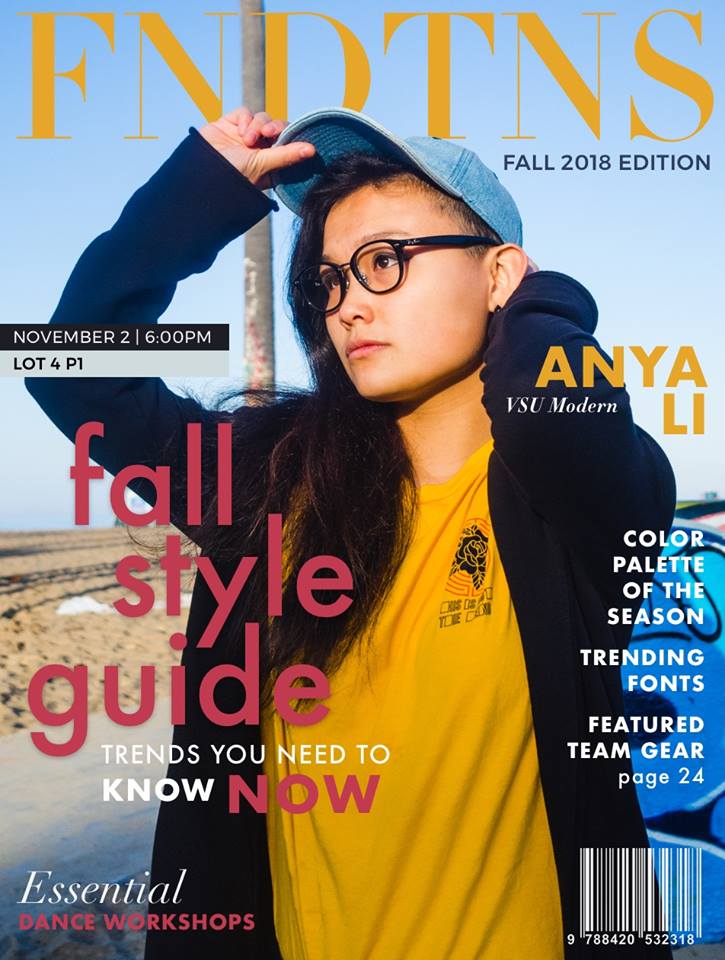 FNDTNS
FALL 2018 EDITION
NOVEMBER 2 | 6:00PM
LOT 4 P1
ANYA
LI
VSU Modern
fall
style
guide
TRENDS YOU NEED TO
KNOW NOW
COLOR
PALETTE
OF THE
SEASON
TRENDING
FONTS
FEATURED
TEAM GEAR
page 24
Essential
DANCE WORKSHOPS
9 788420 532318